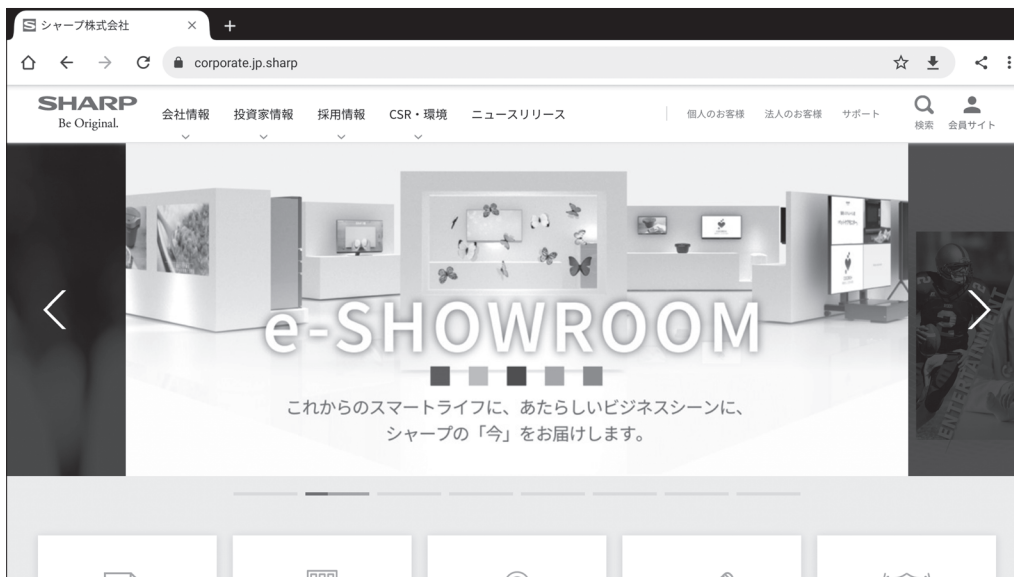 シャープ株式会社
corporate.jp.sharp
SHARP
Be Original.
会社情報 投資家情報 採用情報 CSR・環境 ニュースリリース
個人のお客様 法人のお客様 サポート 検索 会員サイト
e-SHOWROOM
これからのスマートライフに、あたらしいビジネスシーンに、
シャープの「今」をお届けします。
ENTERTAINMENT